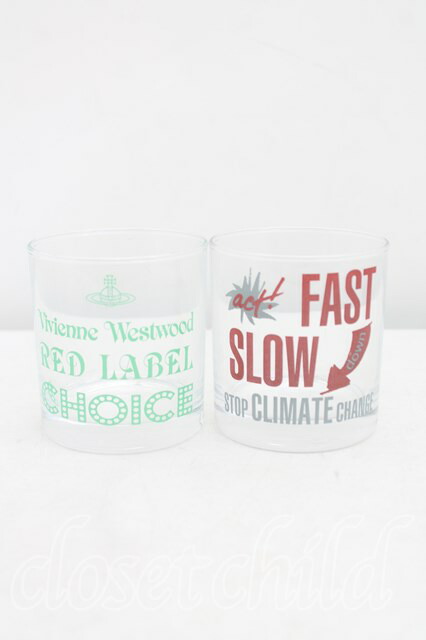 Vivienne Westwood
RED LABEL
CHOICE
act! FAST
SLOW down
STOP CLIMATE CHANGE
closet child